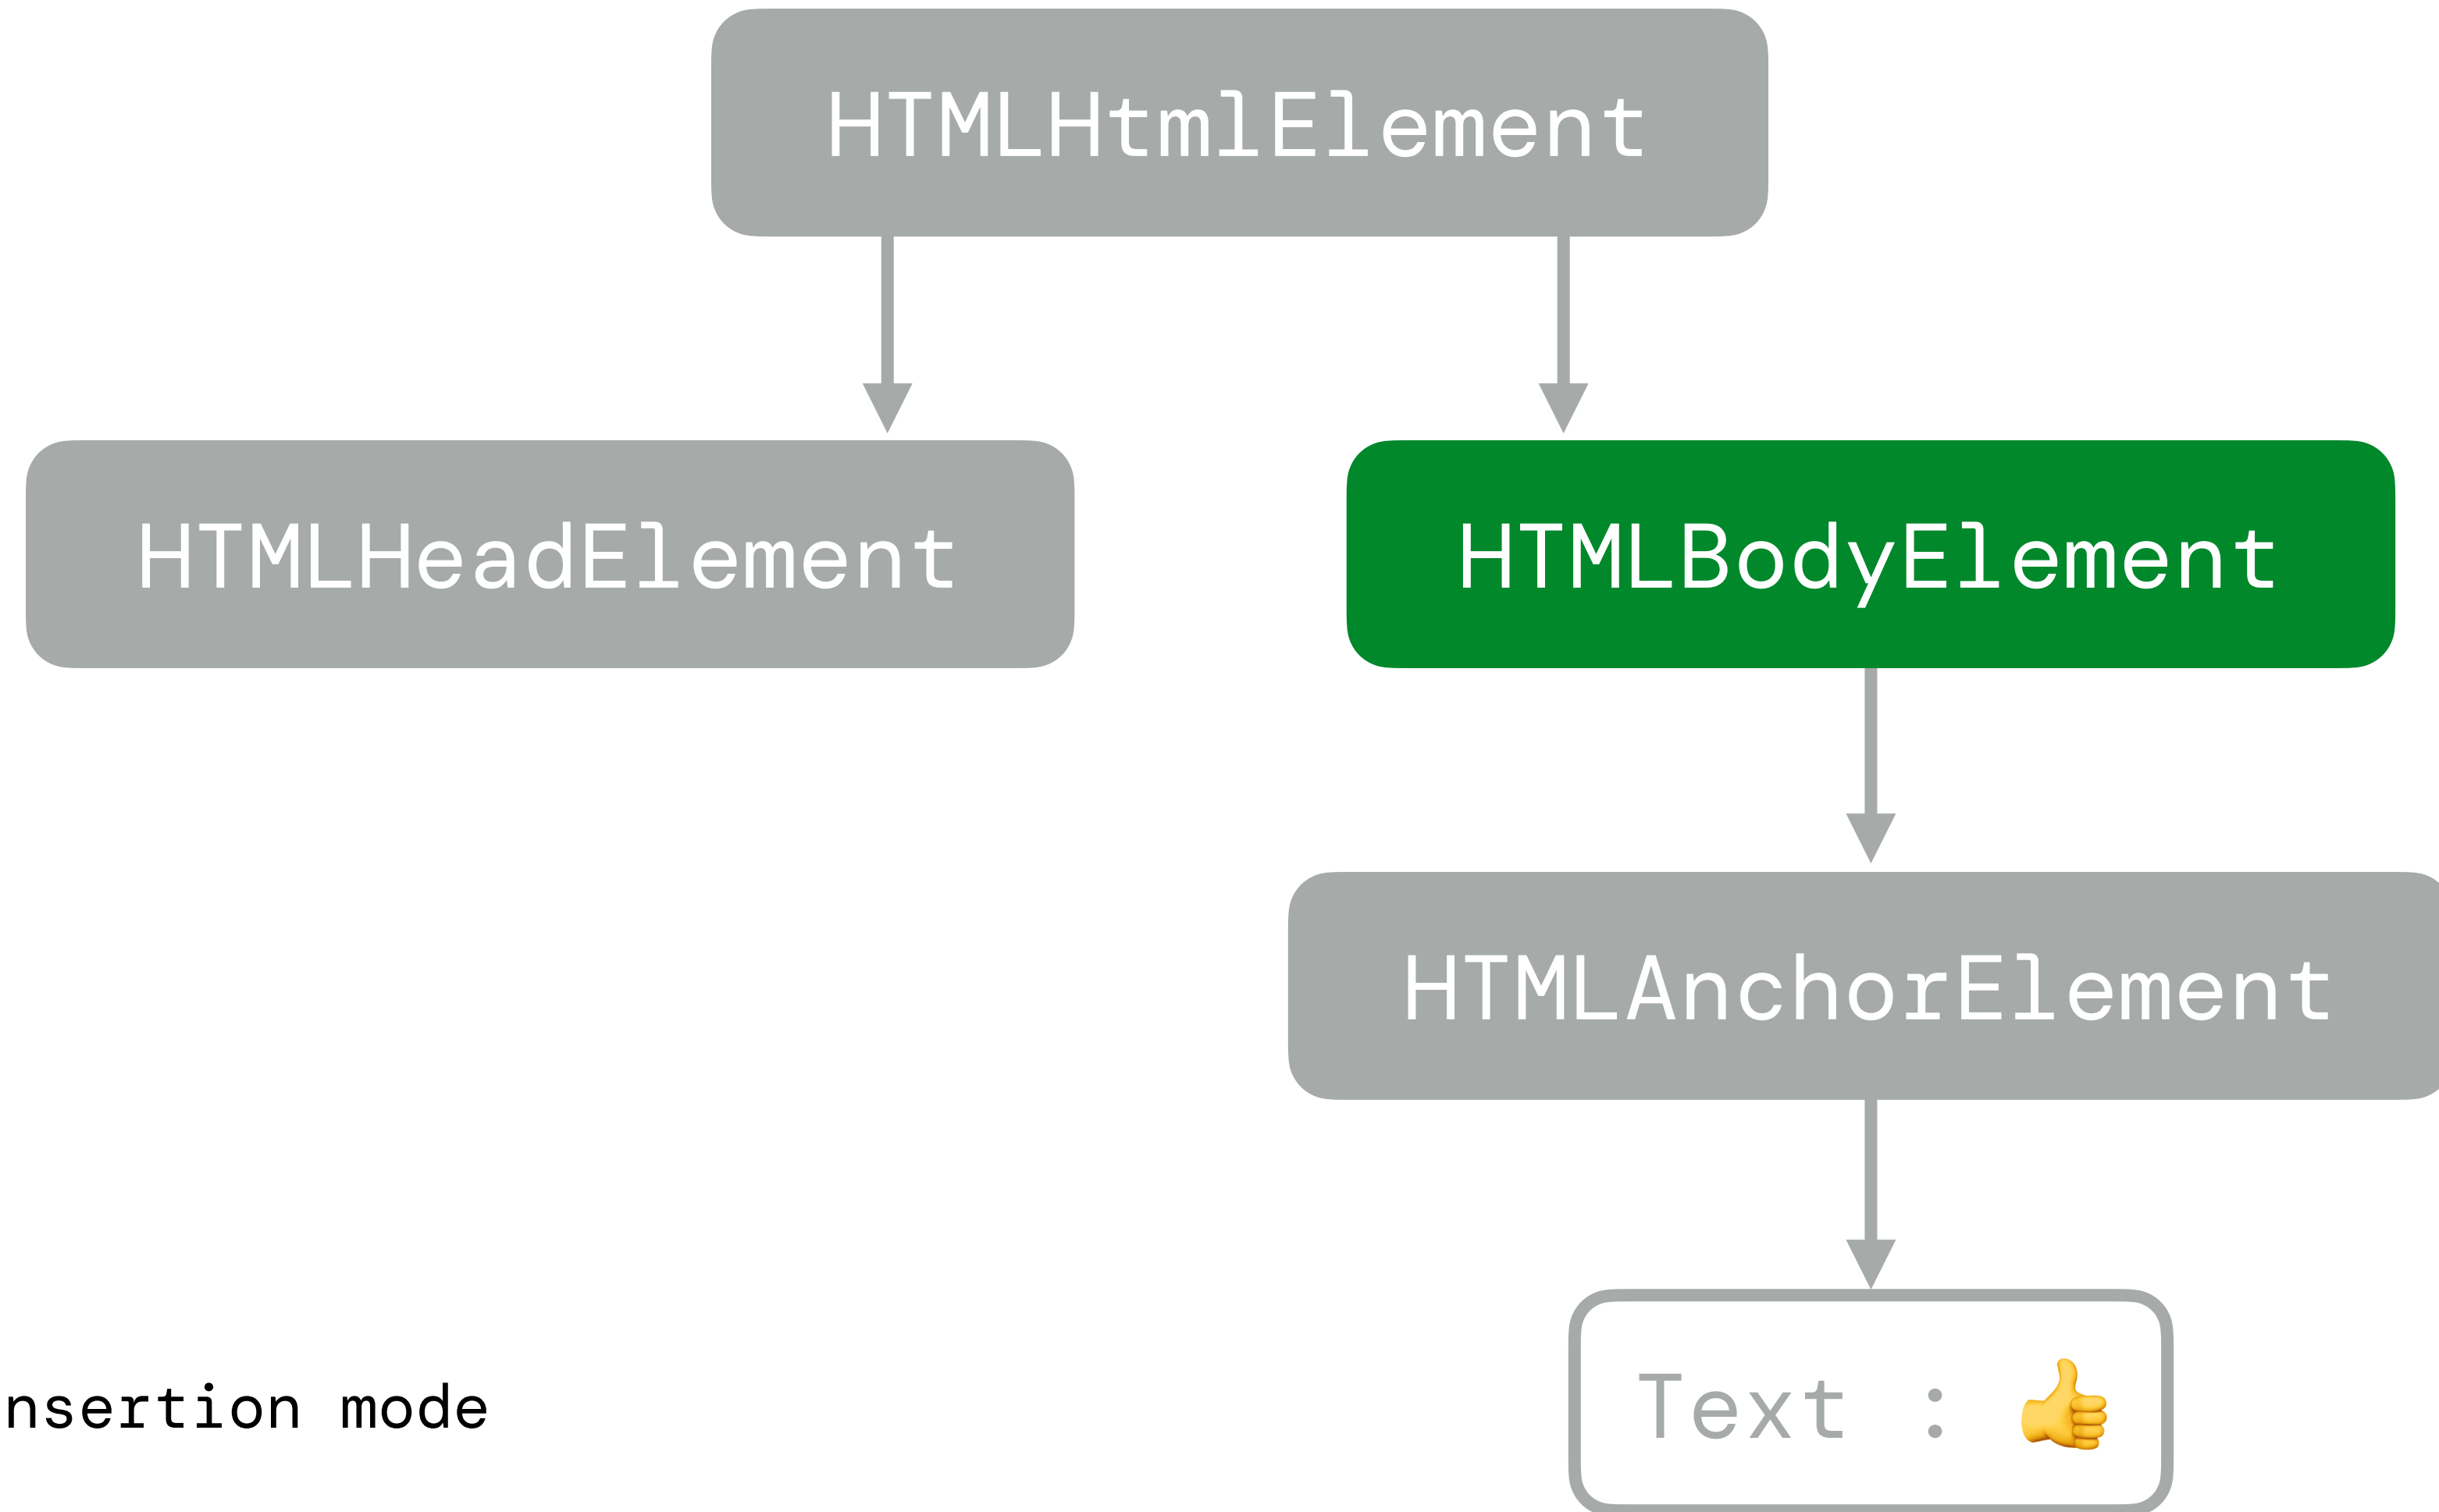 HTMLHtmlElement
HTMLHeadElement
HTMLBodyElement
HTMLAnchorElement
Text : 👍
nsertion mode